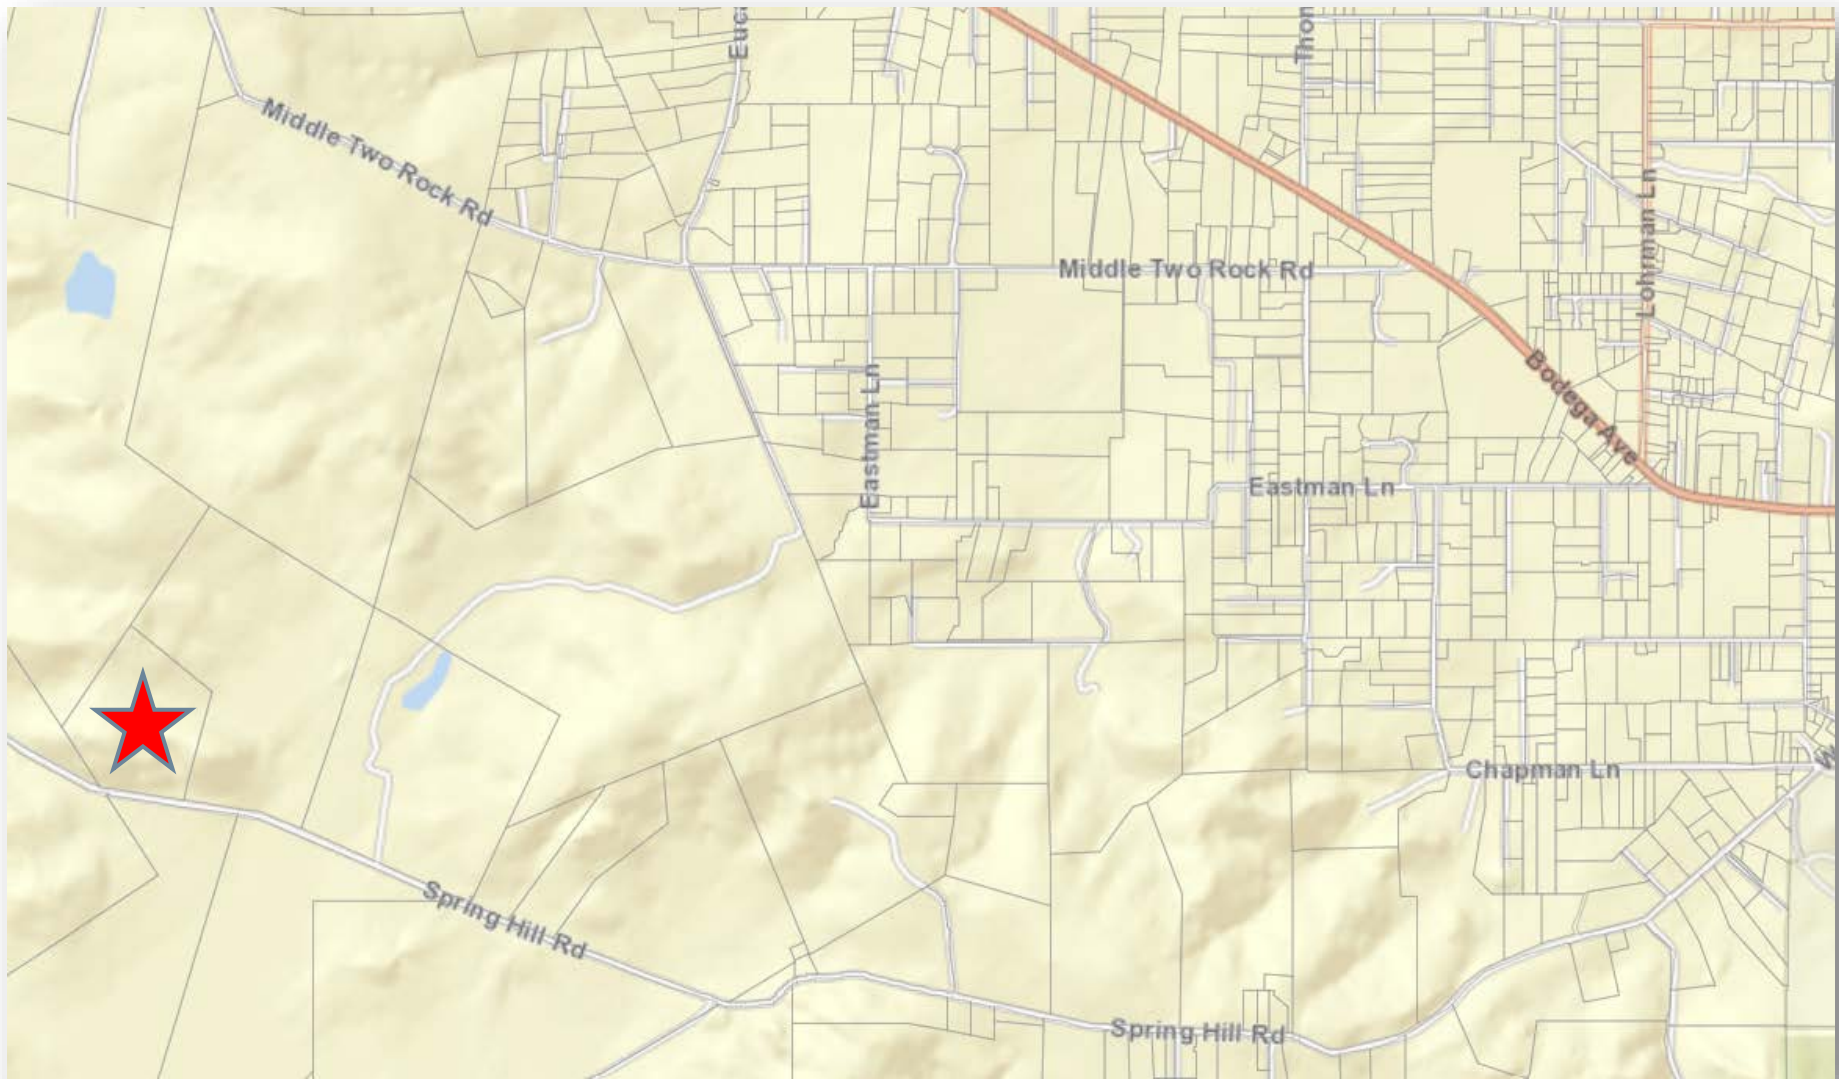 Middle Two Rock Rd
Middle Two Rock Rd
Lohrman Ln
Bodega Ave
Eastman Ln
Eastman Ln
Chapman Ln
Spring Hill Rd
Spring Hill Rd